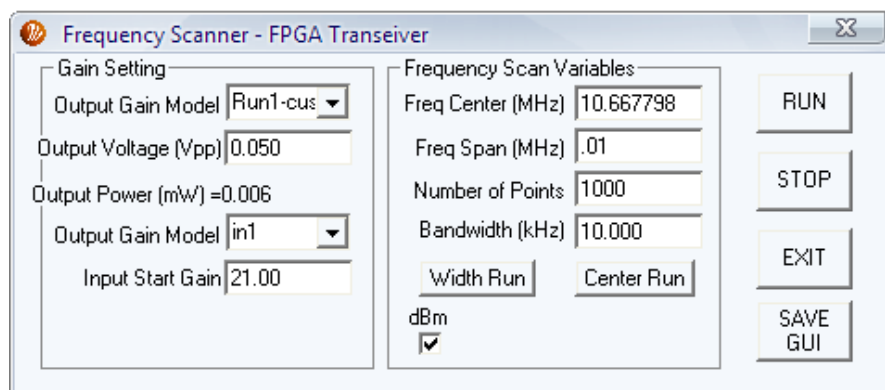 Frequency Scanner - FPGA Transeiver
Gain Setting
Output Gain Model Run1-cus
Output Voltage (Vpp) 0.050
Output Power (mW) =0.006
Output Gain Model in1
Input Start Gain 21.00
Frequency Scan Variables
Freq Center (MHz) 10.667798
Freq Span (MHz) .01
Number of Points 1000
Bandwidth (kHz) 10.000
Width Run Center Run
dBm
RUN
STOP
EXIT
SAVE
GUI